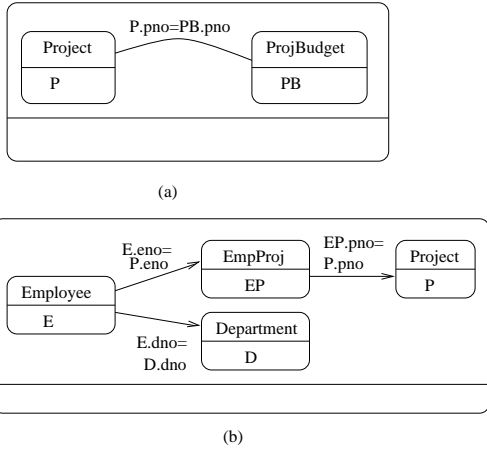 P.pno=PB.pno
Project
ProjBudget
P
PB
(a)
E.eno=
P.eno
EmpProj
EP
EP.pno=
P.pno
Project
P
Employee
E
Department
D
E.dno=
D.dno
(b)